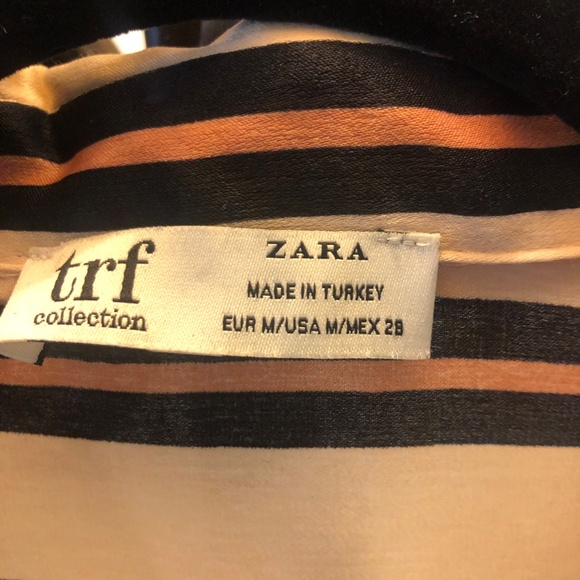 trf
collection
ZARA
MADE IN TURKEY
EUR M/USA M/MEX 28